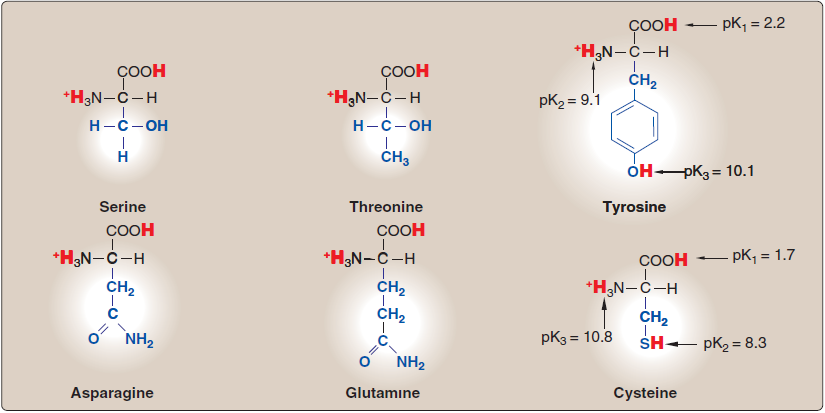 COOH
⁺H₃N–C–H
H–C–OH
H
Serine
COOH
⁺H₃N–C–H
H–C–OH
CH₃
Threonine
COOH ← pK₁ = 2.2
⁺H₃N–C–H
CH₂
pK₂ = 9.1
OH ← pK₃ = 10.1
Tyrosine
COOH
⁺H₃N–C–H
CH₂
C
O NH₂
Asparagine
COOH
⁺H₃N–C–H
CH₂
CH₂
C
O NH₂
Glutamine
COOH ← pK₁ = 1.7
⁺H₃N–C–H
CH₂
pK₃ = 10.8
SH ← pK₂ = 8.3
Cysteine